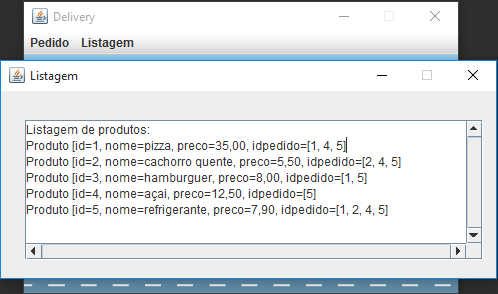 Delivery
Pedido Listagem
Listagem
Listagem de produtos:
Produto [id=1, nome=pizza, preco=35,00, idpedido=[1, 4, 5]
Produto [id=2, nome=cachorro quente, preco=5,50, idpedido=[2, 4, 5]
Produto [id=3, nome=hamburguer, preco=8,00, idpedido=[1, 5]
Produto [id=4, nome=açai, preco=12,50, idpedido=[5]
Produto [id=5, nome=refrigerante, preco=7,90, idpedido=[1, 2, 4, 5]